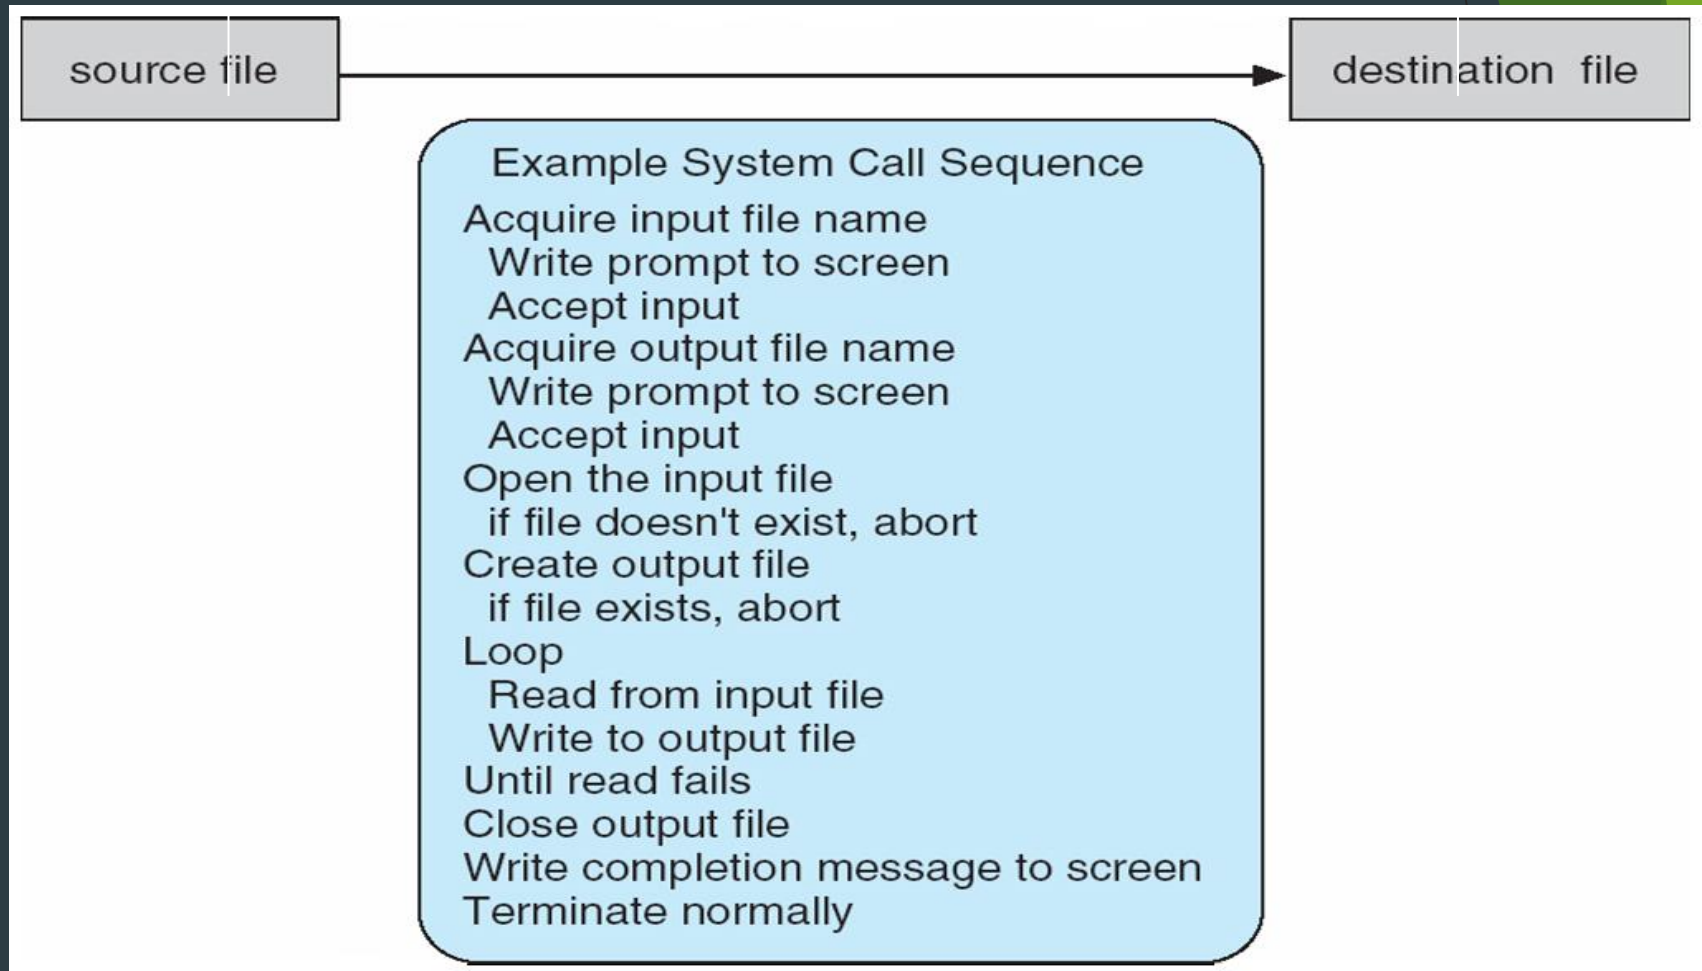 source file
destination file
Example System Call Sequence
Acquire input file name
Write prompt to screen
Accept input
Acquire output file name
Write prompt to screen
Accept input
Open the input file
if file doesn't exist, abort
Create output file
if file exists, abort
Loop
Read from input file
Write to output file
Until read fails
Close output file
Write completion message to screen
Terminate normally